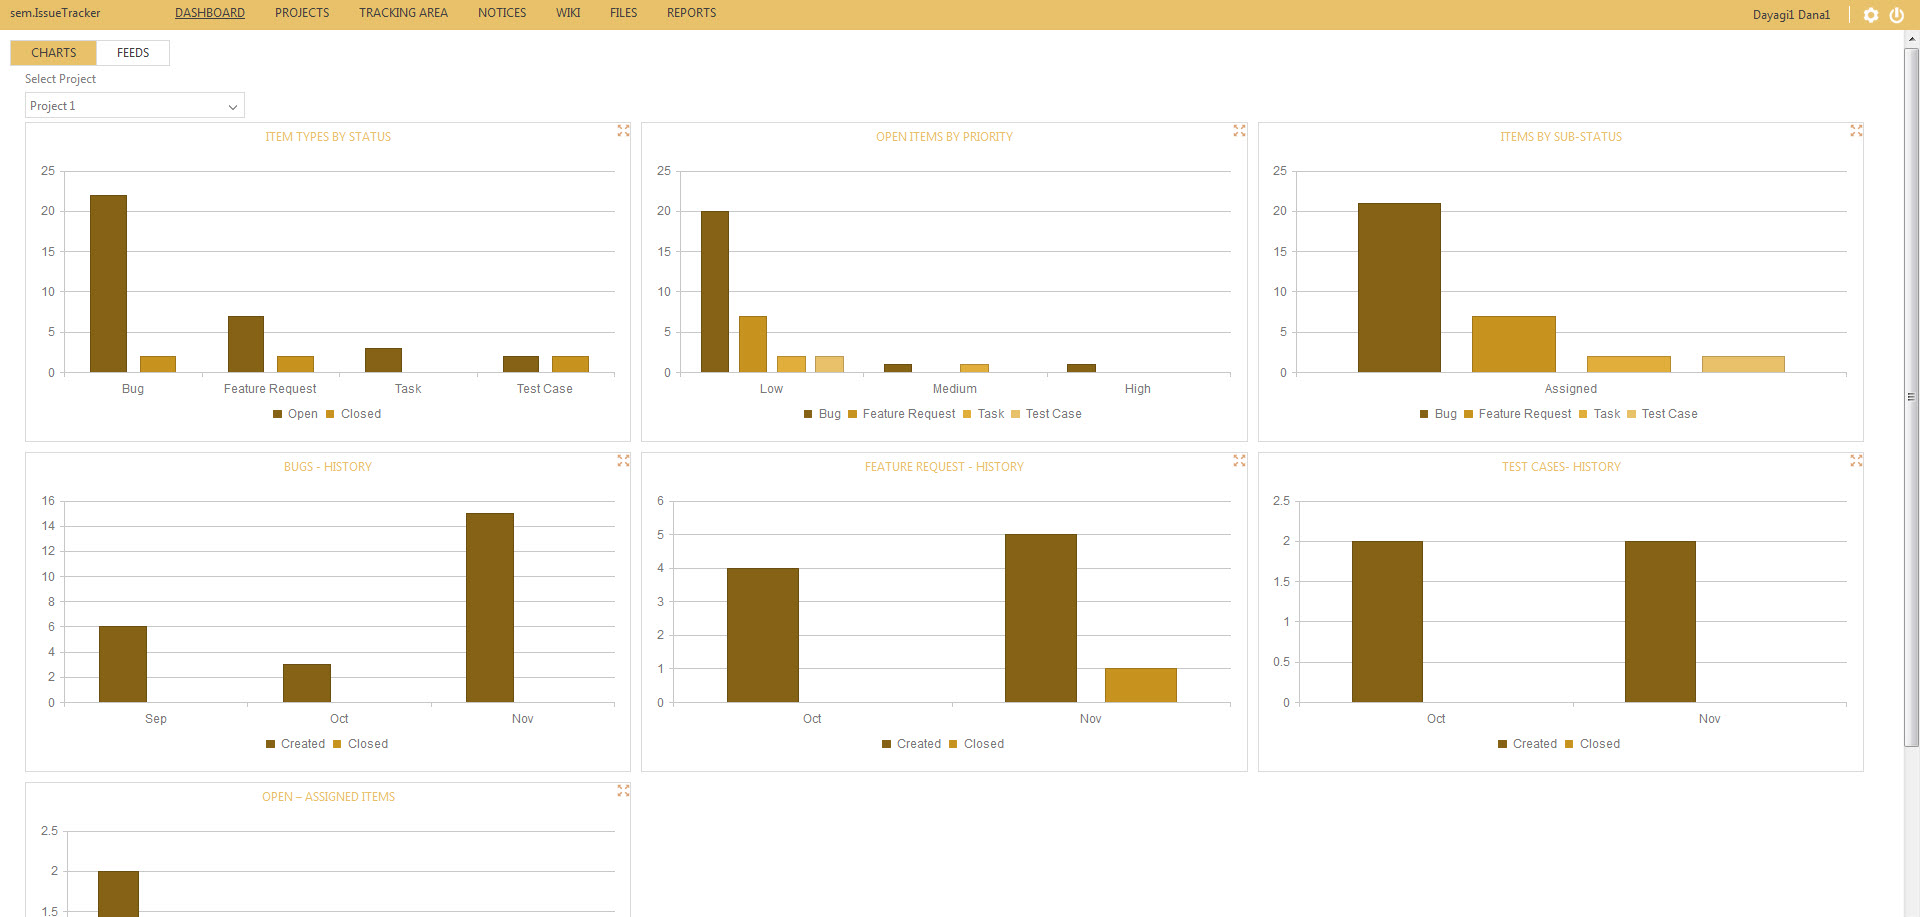 sem.IssueTracker DASHBOARD PROJECTS TRACKING AREA NOTICES WIKI FILES REPORTS Dayagi1 Dana1
CHARTS FEEDS
Select Project
Project 1
ITEM TYPES BY STATUS
25
20
15
10
5
0
Bug Feature Request Task Test Case
Open Closed
OPEN ITEMS BY PRIORITY
25
20
15
10
5
0
Low Medium High
Bug Feature Request Task Test Case
ITEMS BY SUB-STATUS
25
20
15
10
5
0
Assigned
Bug Feature Request Task Test Case
BUGS - HISTORY
16
14
12
10
8
6
4
2
0
Sep Oct Nov
Created Closed
FEATURE REQUEST - HISTORY
6
5
4
3
2
1
0
Oct Nov
Created Closed
TEST CASES- HISTORY
2.5
2
1.5
1
0.5
0
Oct Nov
Created Closed
OPEN – ASSIGNED ITEMS
2.5
2
1.5